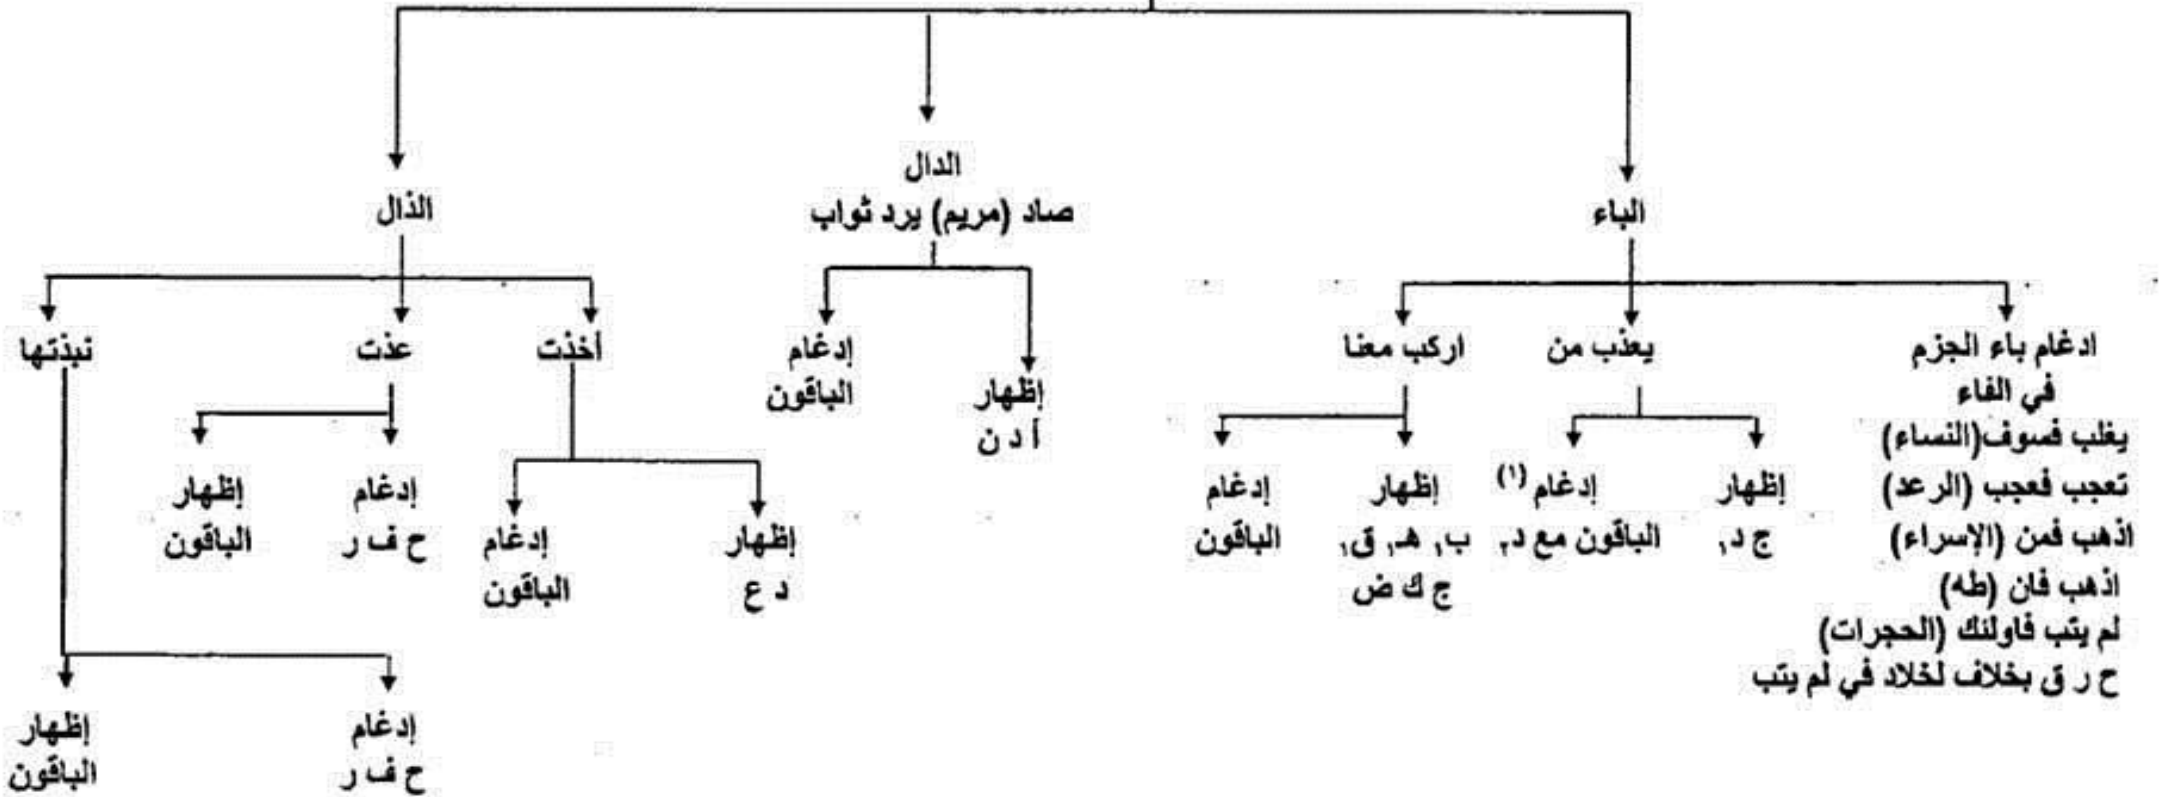 الباء
ادغام باء الجزم
في الفاء
يغلب فسوف(النساء)
تعجب فعجب (الرعد)
اذهب فمن (الإسراء)
اذهب فان (طه)
لم يتب فاولنك (الحجرات)
ح ر ق بخلاف لخلاد في لم يتب
يعذب من
إظهار
ج د,
إدغام (١)
الباقون مع د,
اركب معنا
إظهار
ب, هـ, ق,
ج ك ض
إدغام
الباقون
الدال
صاد (مريم) يرد ثواب
إظهار
أ د ن
إدغام
الباقون
الذال
أخذت
إظهار
د ع
إدغام
الباقون
عذت
إدغام
ح ف ر
إظهار
الباقون
نبذتها
إدغام
ح ف ر
إظهار
الباقون